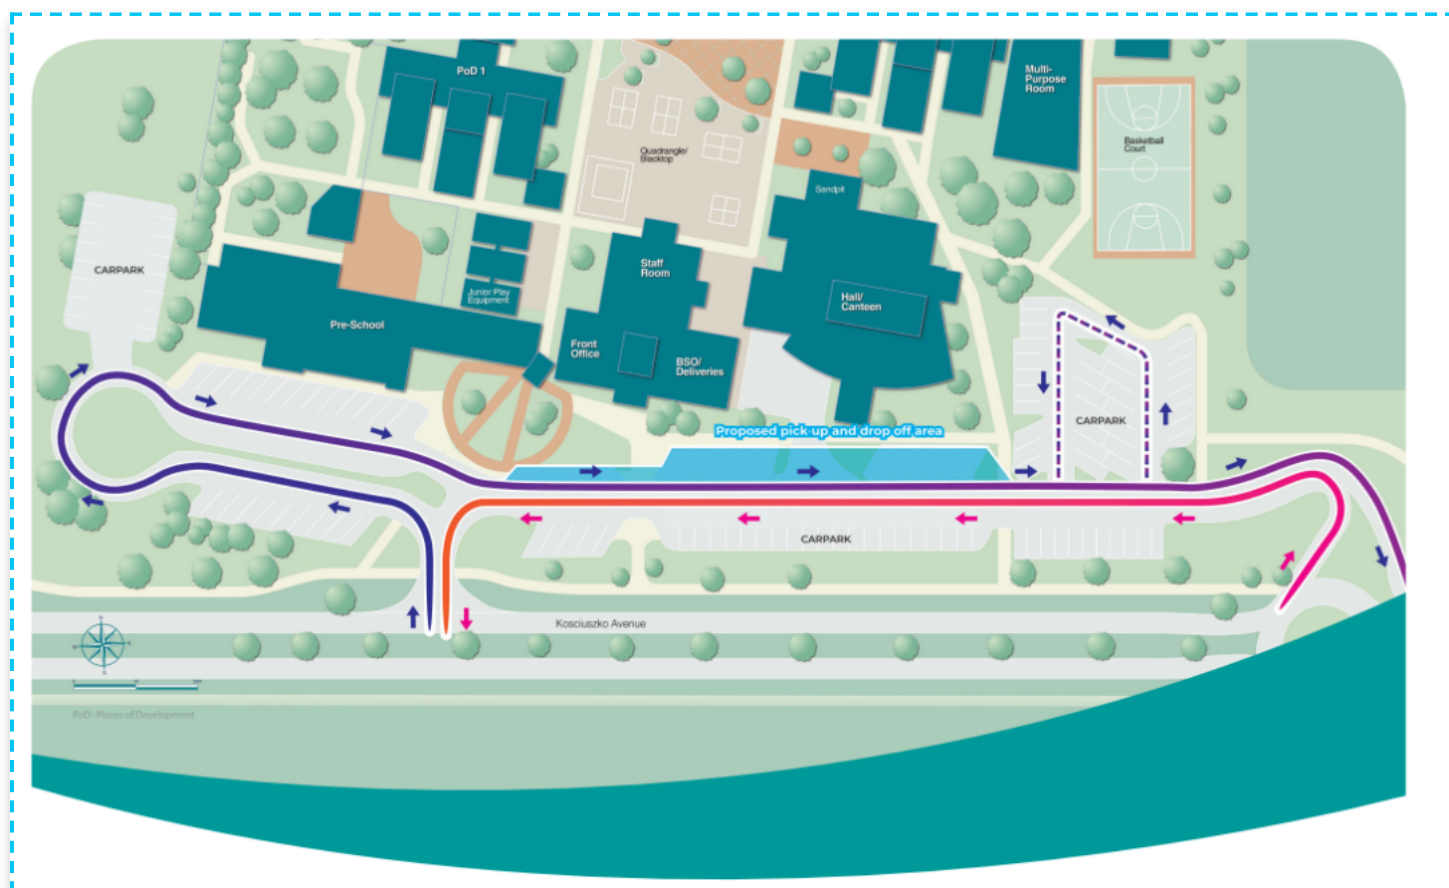 PoD 1
Multi-
Purpose
Room
Basketball
Court
Quadrangle/
Blacktop
Sandpit
CARPARK
Staff
Room
Junior Play
Equipment
Hall/
Canteen
Pre-School
Front
Office
BSO/
Deliveries
CARPARK
Proposed pick up and drop off area
CARPARK
Kosciuszko Avenue
PoD - Places of Development